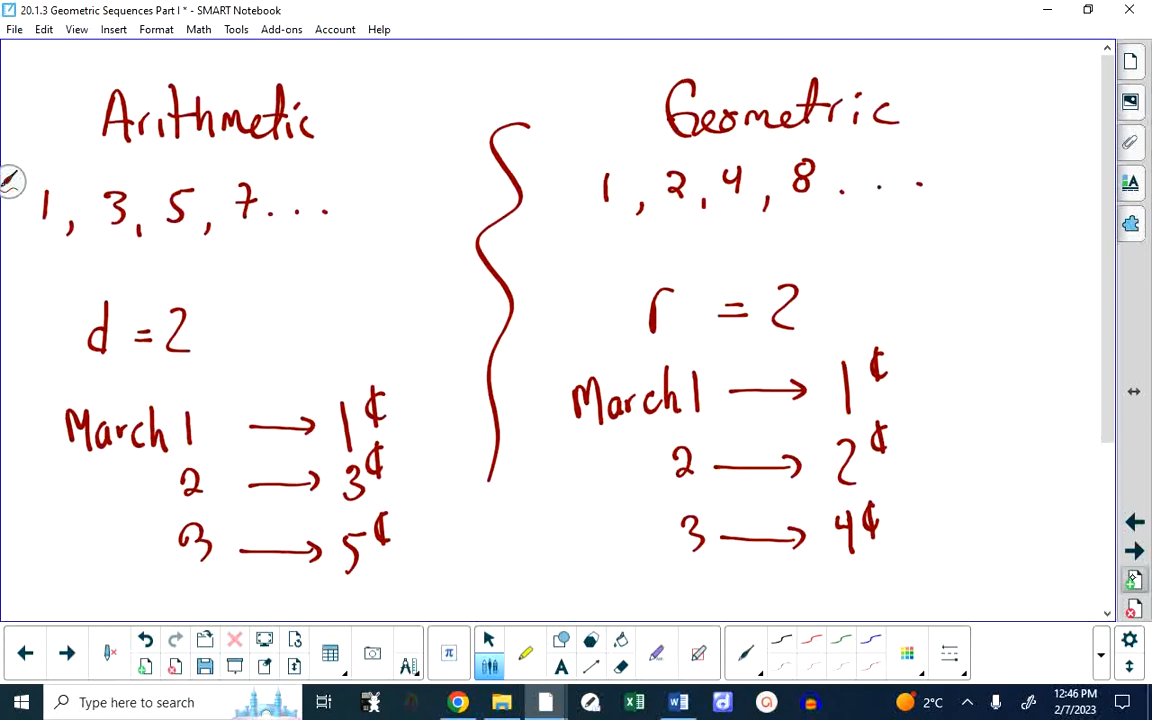 20.1.3 Geometric Sequences Part I * - SMART Notebook
File Edit View Insert Format Math Tools Add-ons Account Help
Arithmetic
1, 3, 5, 7...
d = 2
March 1 → 1¢
2 → 3¢
3 → 5¢
Geometric
1, 2, 4, 8...
r = 2
March 1 → 1¢
2 → 2¢
3 → 4¢
Type here to search
2°C
12:46 PM
2/7/2023